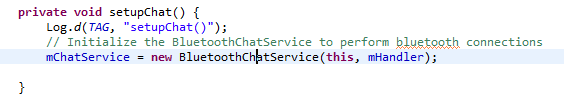 private void setupChat() {
Log.d(TAG, "setupChat()");
// Initialize the BluetoothChatService to perform bluetooth connections
mChatService = new BluetoothChatService(this, mHandler);
}